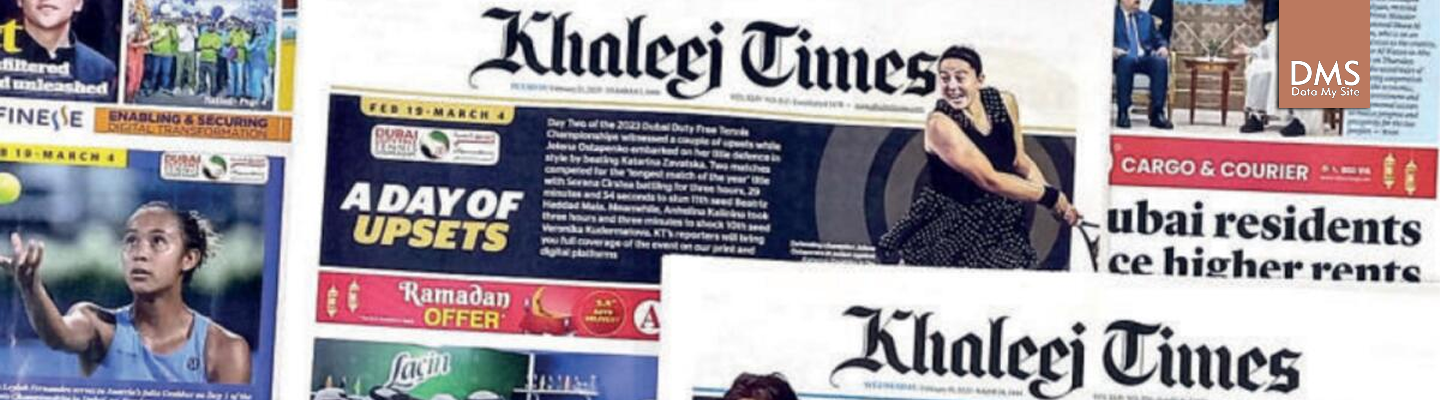 filtered
unleashed
FINESSE
ENABLING & SECURING
DIGITAL TRANSFORMATION
19-MARCH 4
DUBAI
Khaleej Times
FEB 19-MARCH 4
DUBAI
A DAY OF
UPSETS
Day Two of the 2023 Dubai Duty Free Tennis
Championships witnessed a couple of upsets while
Jelena Ostapenko embarked on her title defence in
style by beating Katarina Zavatska. Two matches
competed for the 'longest match of the year' title
with Sorana Cirstea battling for three hours, 29
minutes and 54 seconds to stun 11th seed Beatriz
Haddad Maia. Meanwhile, Anhelina Kalinina took
three hours and three minutes to shock 10th seed
Veronika Kudermetova. KT's reporters will bring
you full coverage of the event on our print and
digital platforms
Ramadan
OFFER*
Lacin
DMS
Data My Site
CARGO & COURIER
ubai residents
ce higher rents
Khaleej Times